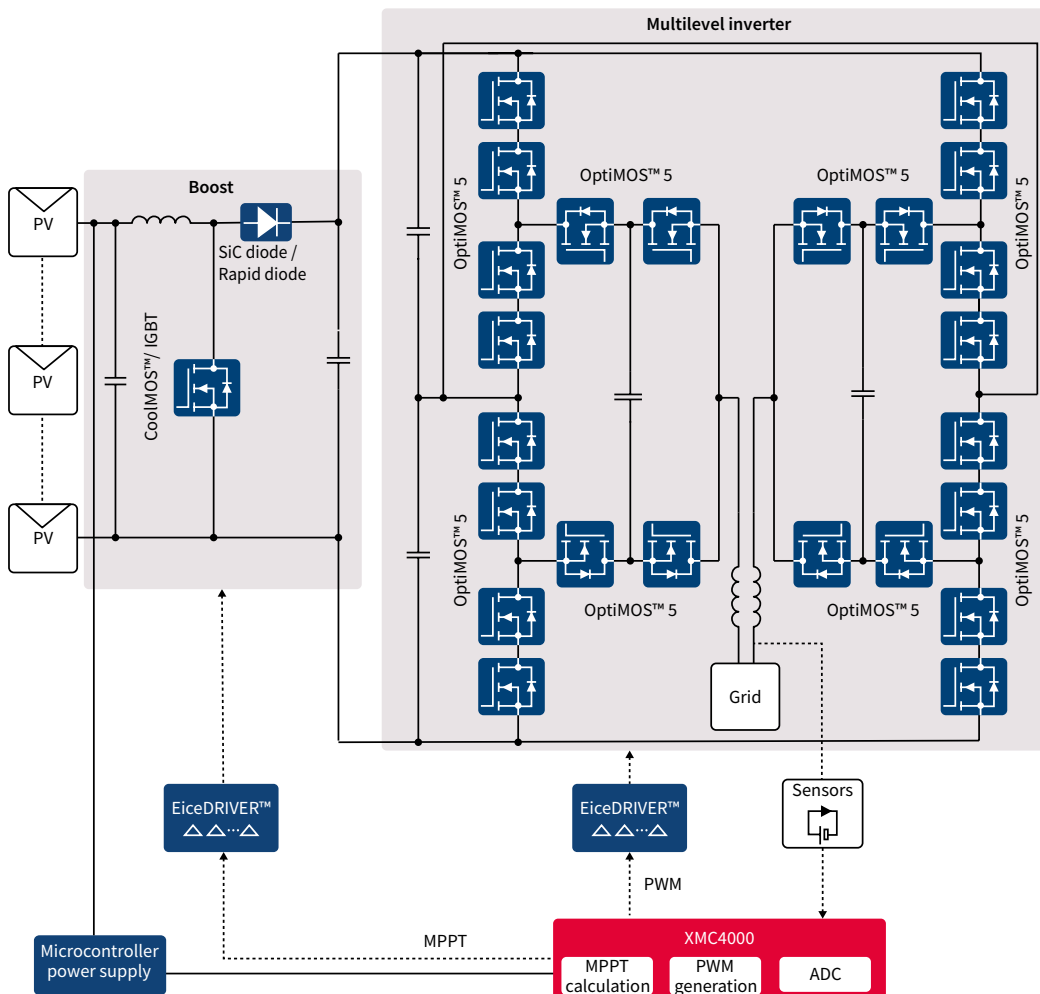 Multilevel inverter
Boost
PV
PV
PV
SiC diode /
Rapid diode
CoolMOS™/ IGBT
OptiMOS™ 5
OptiMOS™ 5
OptiMOS™ 5
OptiMOS™ 5
OptiMOS™ 5
OptiMOS™ 5
OptiMOS™ 5
OptiMOS™ 5
Grid
EiceDRIVER™
EiceDRIVER™
Sensors
PWM
MPPT
Microcontroller
power supply
XMC4000
MPPT
calculation
PWM
generation
ADC